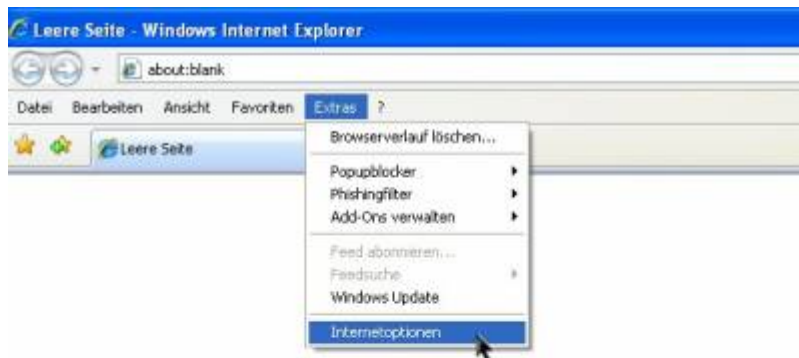 Leere Seite - Windows Internet Explorer
about:blank
Datei Bearbeiten Ansicht Favoriten Extras ?
Leere Seite
Browserverlauf löschen...
Popupblocker
Phishingfilter
Add-Ons verwalten
Feed abonnieren...
Feedsuche
Windows Update
Internetoptionen